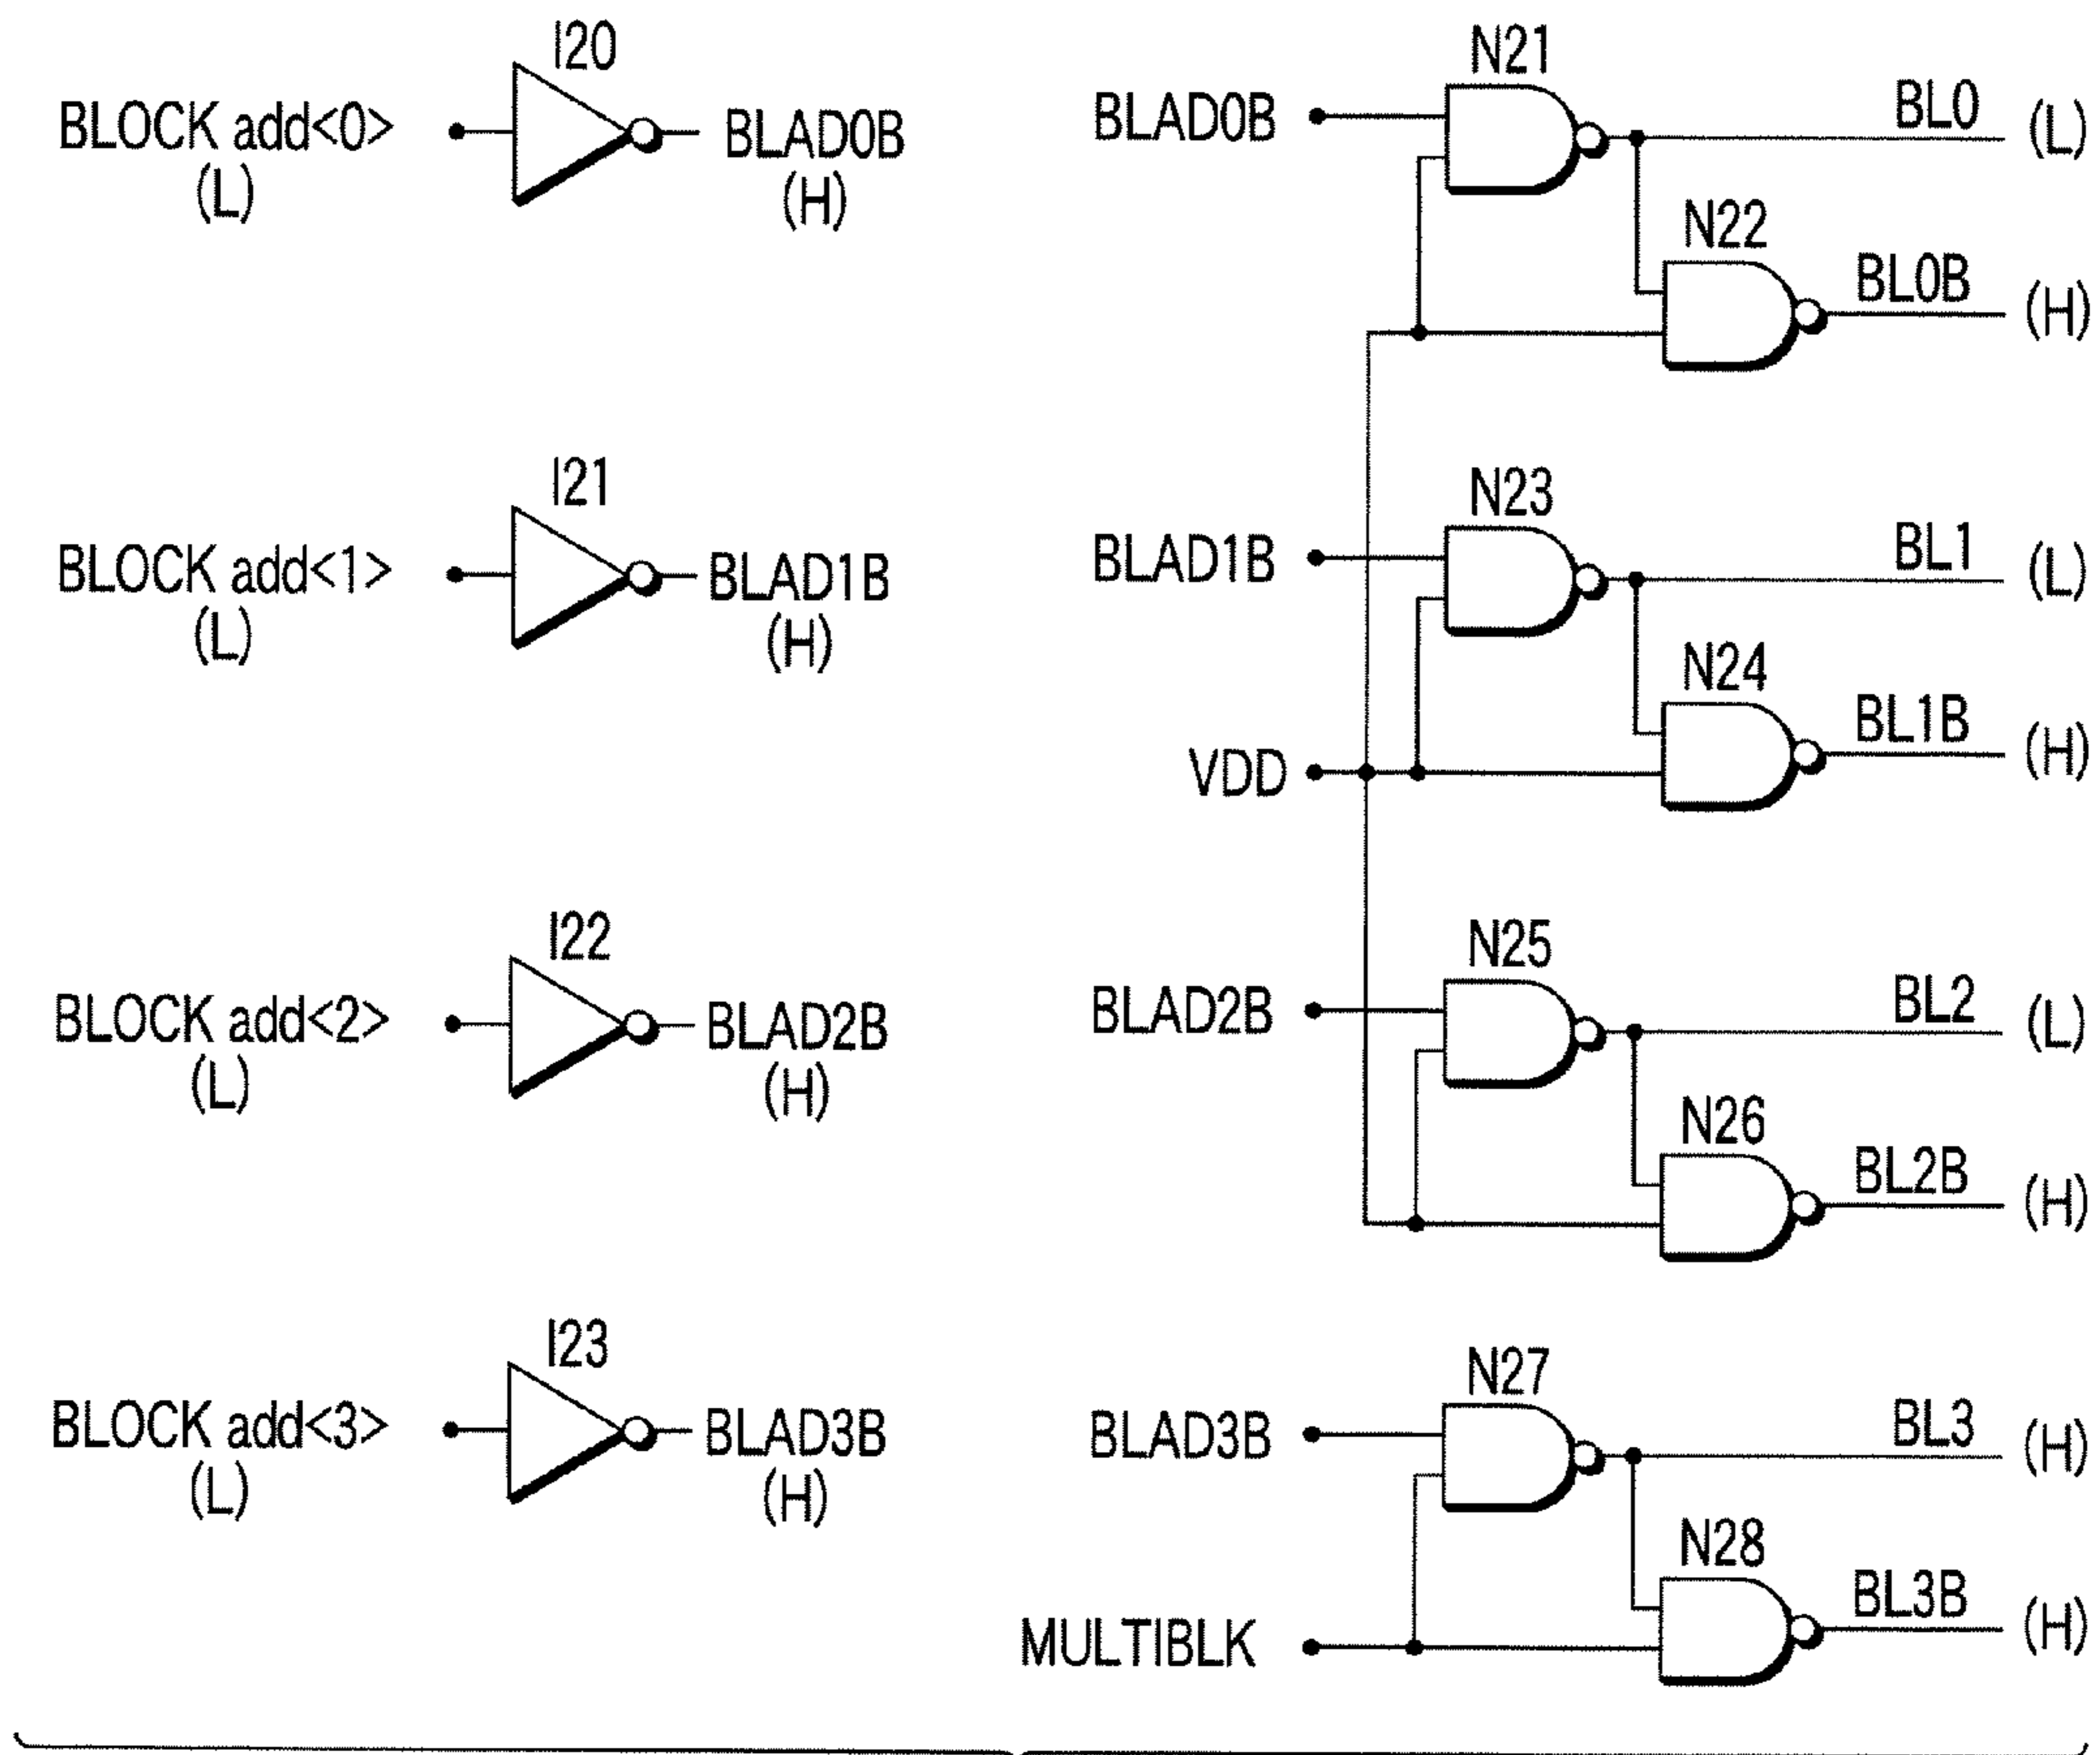 I20
BLOCK add<0>
(L)
BLAD0B
(H)
I21
BLOCK add<1>
(L)
BLAD1B
(H)
I22
BLOCK add<2>
(L)
BLAD2B
(H)
I23
BLOCK add<3>
(L)
BLAD3B
(H)
N21
BLAD0B
BL0 (L)
N22
BL0B (H)
N23
BLAD1B
BL1 (L)
N24
BL1B (H)
VDD
N25
BLAD2B
BL2 (L)
N26
BL2B (H)
N27
BLAD3B
BL3 (H)
N28
BL3B (H)
MULTIBLK